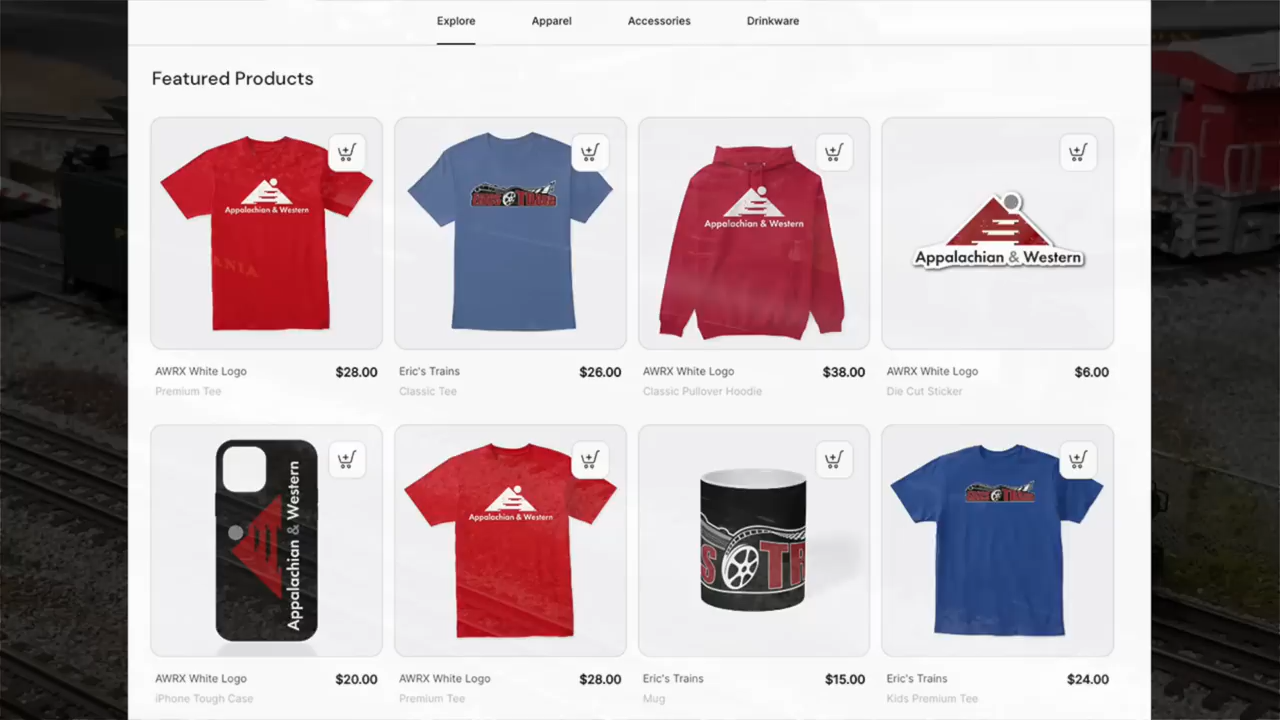 Explore Apparel Accessories Drinkware
Featured Products
Appalachian & Western
Appalachian & Western
Appalachian & Western
AWRX White Logo $28.00
Premium Tee
Eric's Trains $26.00
Classic Tee
AWRX White Logo $38.00
Classic Pullover Hoodie
AWRX White Logo $6.00
Die Cut Sticker
Appalachian & Western
Appalachian & Western
AWRX White Logo $20.00
iPhone Tough Case
AWRX White Logo $28.00
Premium Tee
Eric's Trains $15.00
Mug
Eric's Trains $24.00
Kids Premium Tee